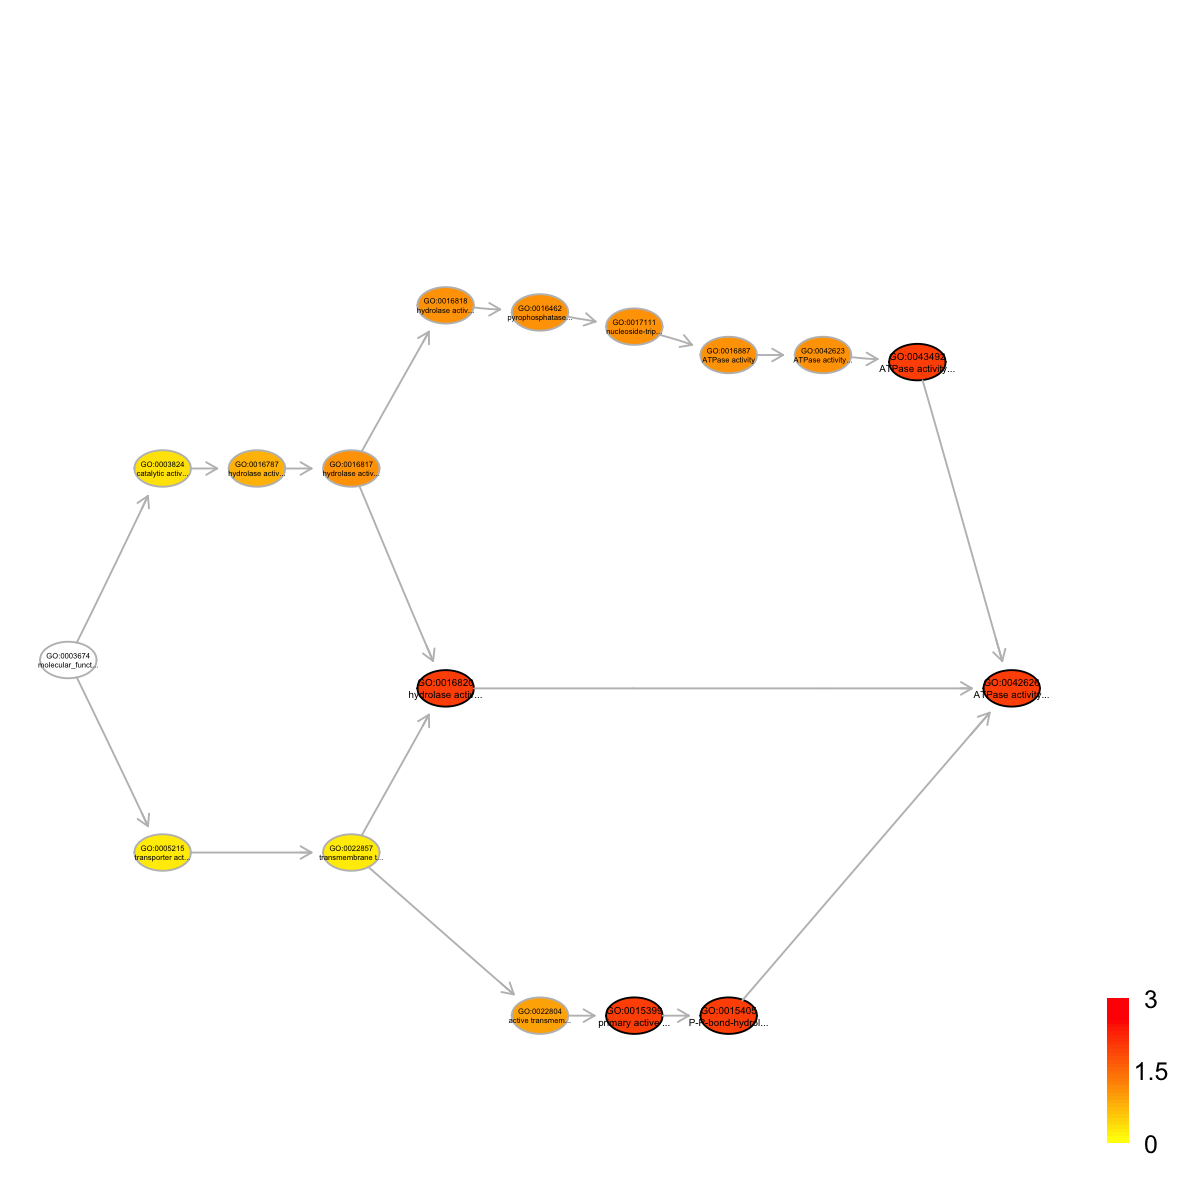 GO:0016818
hydrolase activ...
GO:0016462
pyrophosphatase...
GO:0017111
nucleoside-trip...
GO:0016887
ATPase activity
GO:0042623
ATPase activity...
GO:0043492
ATPase activity...
GO:0003824
catalytic activ...
GO:0016787
hydrolase activ...
GO:0016817
hydrolase activ...
GO:0003674
molecular_funct...
GO:0016820
hydrolase activ...
GO:0042626
ATPase activity...
GO:0005215
transporter act...
GO:0022857
transmembrane t...
GO:0022804
active transmem...
GO:0015399
primary active ...
GO:0015405
P-P-bond-hydrol...
3
1.5
0